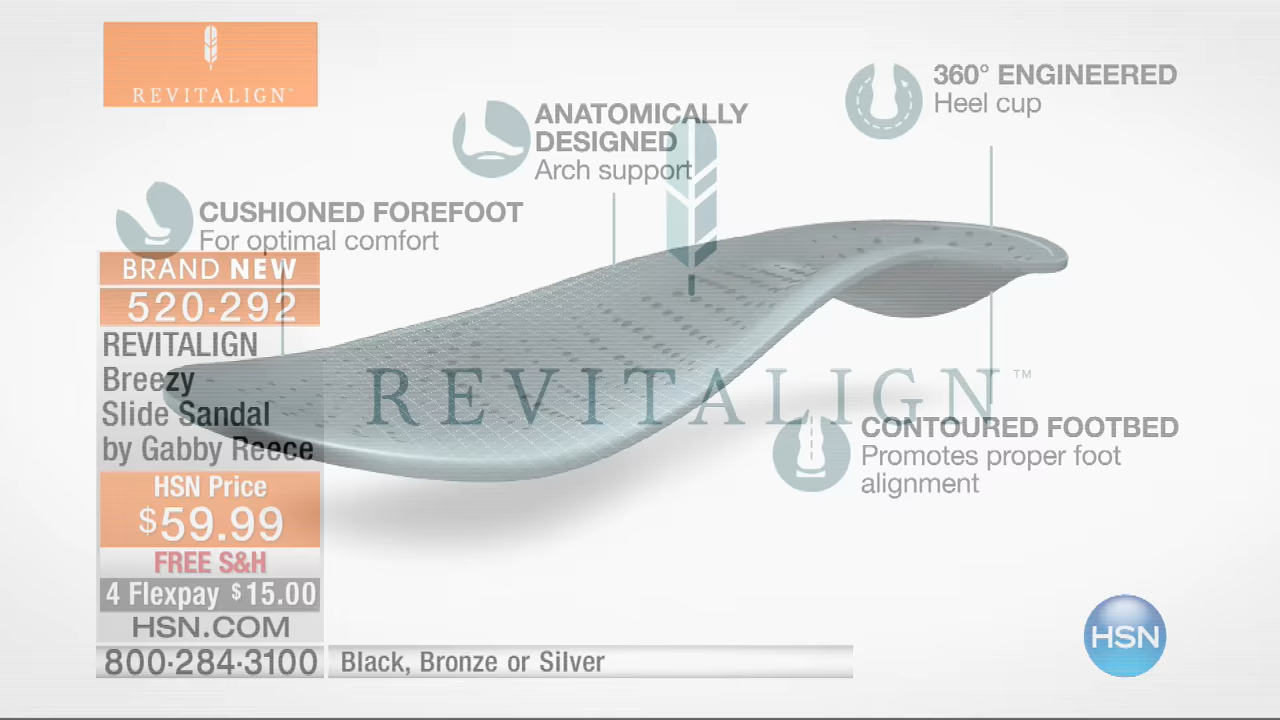 REVITALIGN™
360° ENGINEERED
Heel cup
ANATOMICALLY
DESIGNED
Arch support
CUSHIONED FOREFOOT
For optimal comfort
BRAND NEW
520·292
REVITALIGN
Breezy
Slide Sandal
by Gabby Reece
HSN Price
$59.99
FREE S&H
4 Flexpay $15.00
HSN.COM
800·284·3100
Black, Bronze or Silver
REVITALIGN™
CONTOURED FOOTBED
Promotes proper foot
alignment
HSN